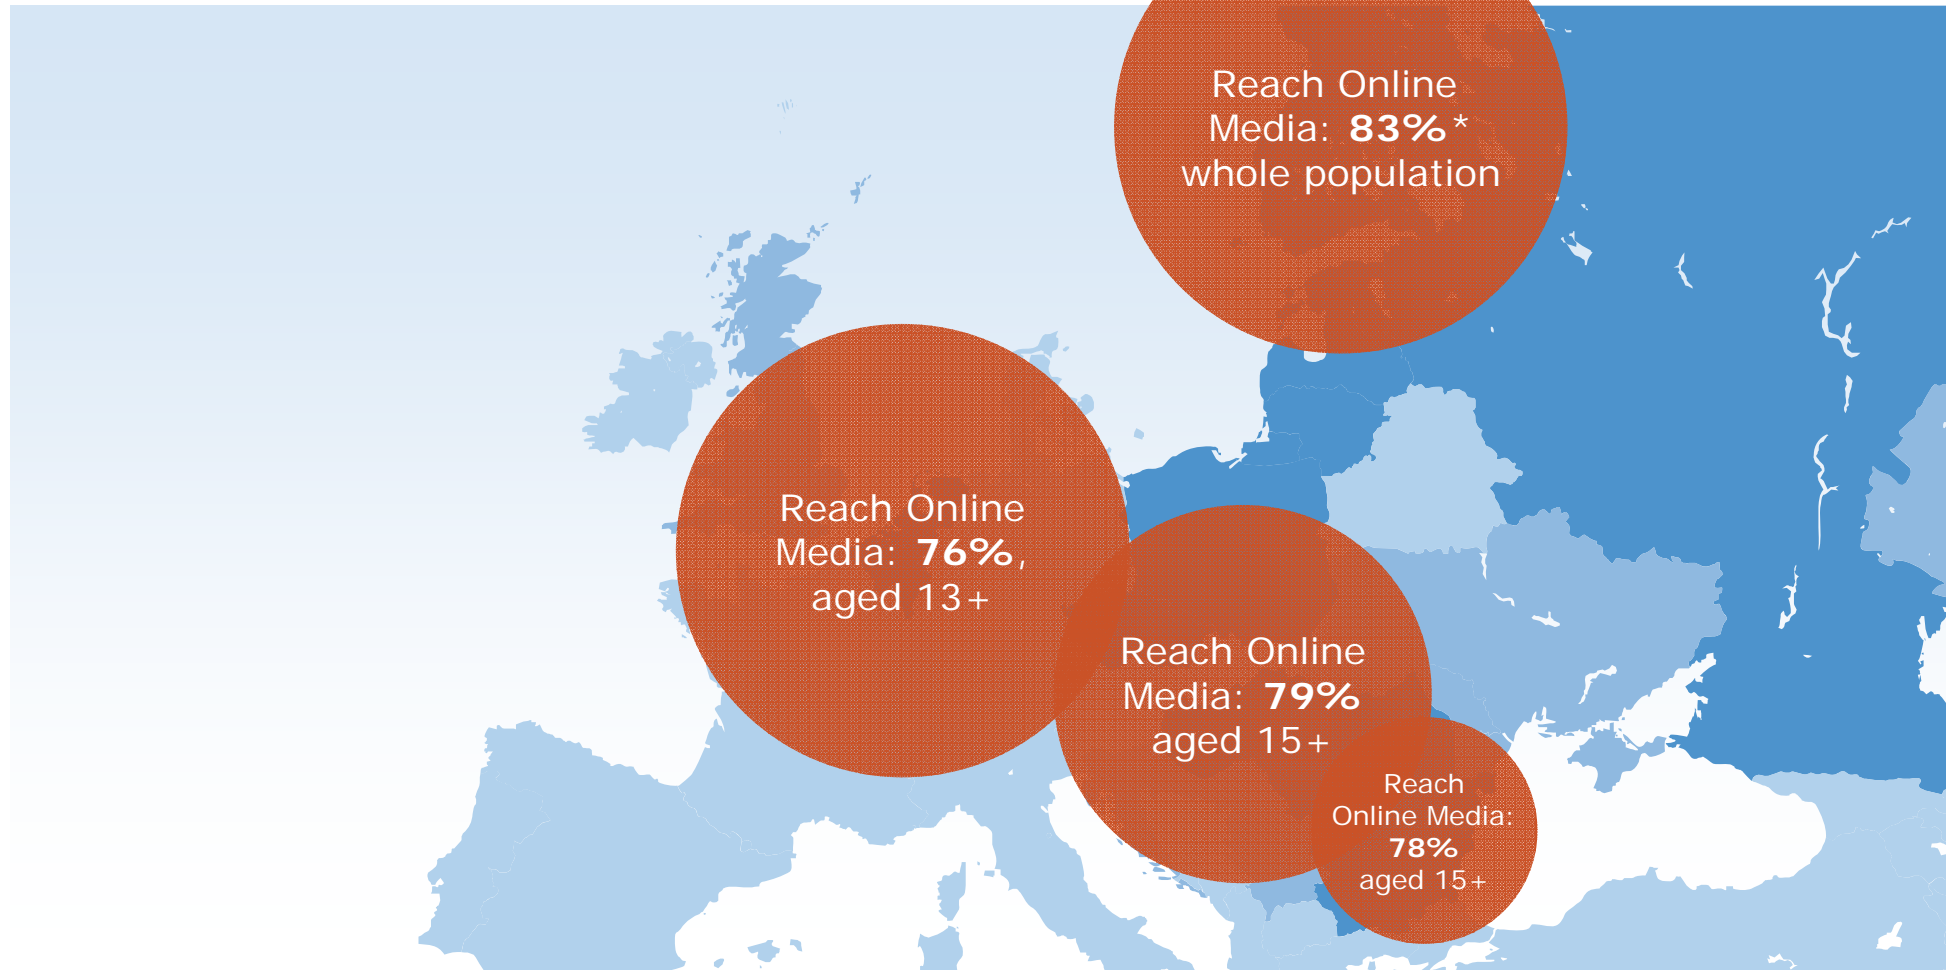 Reach Online
Media: 83%*
whole population
Reach Online
Media: 76%,
aged 13+
Reach Online
Media: 79%
aged 15+
Reach
Online Media:
78%
aged 15+